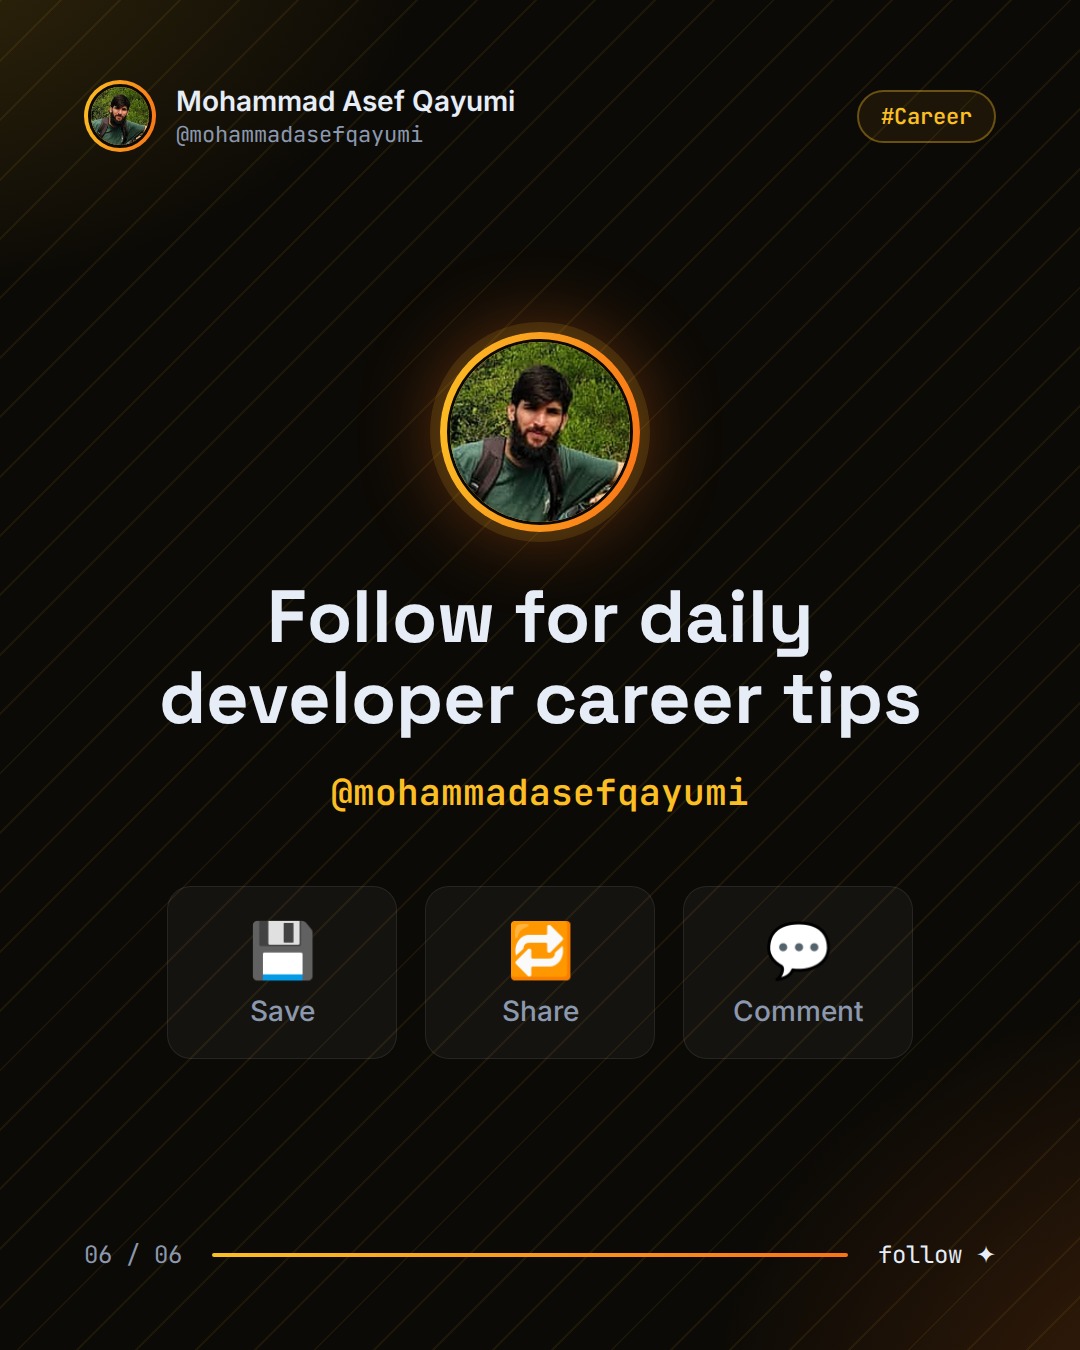 Mohammad Asef Qayumi
@mohammadasefqayumi
#Career
Follow for daily
developer career tips
@mohammadasefqayumi
Save
Share
Comment
06 / 06
follow ✦